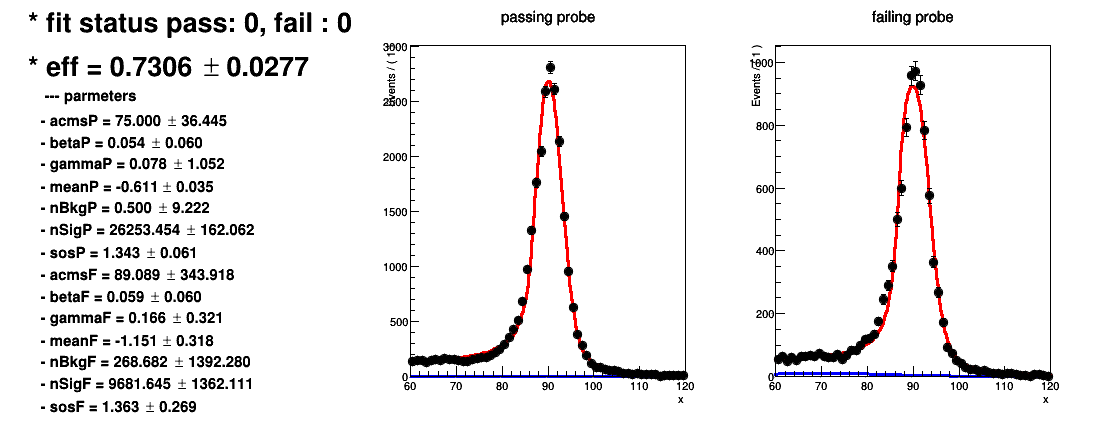 * fit status pass: 0, fail : 0
* eff = 0.7306 ± 0.0277
--- parmeters
- acmsP = 75.000 ± 36.445
- betaP = 0.054 ± 0.060
- gammaP = 0.078 ± 1.052
- meanP = -0.611 ± 0.035
- nBkgP = 0.500 ± 9.222
- nSigP = 26253.454 ± 162.062
- sosP = 1.343 ± 0.061
- acmsF = 89.089 ± 343.918
- betaF = 0.059 ± 0.060
- gammaF = 0.166 ± 0.321
- meanF = -1.151 ± 0.318
- nBkgF = 268.682 ± 1392.280
- nSigF = 9681.645 ± 1362.111
- sosF = 1.363 ± 0.269
passing probe
Events / ( 1 )
3000
2500
2000
1500
1000
500
0
60 70 80 90 100 110 120
x
failing probe
Events / ( 1 )
1000
800
600
400
200
0
60 70 80 90 100 110 120
x